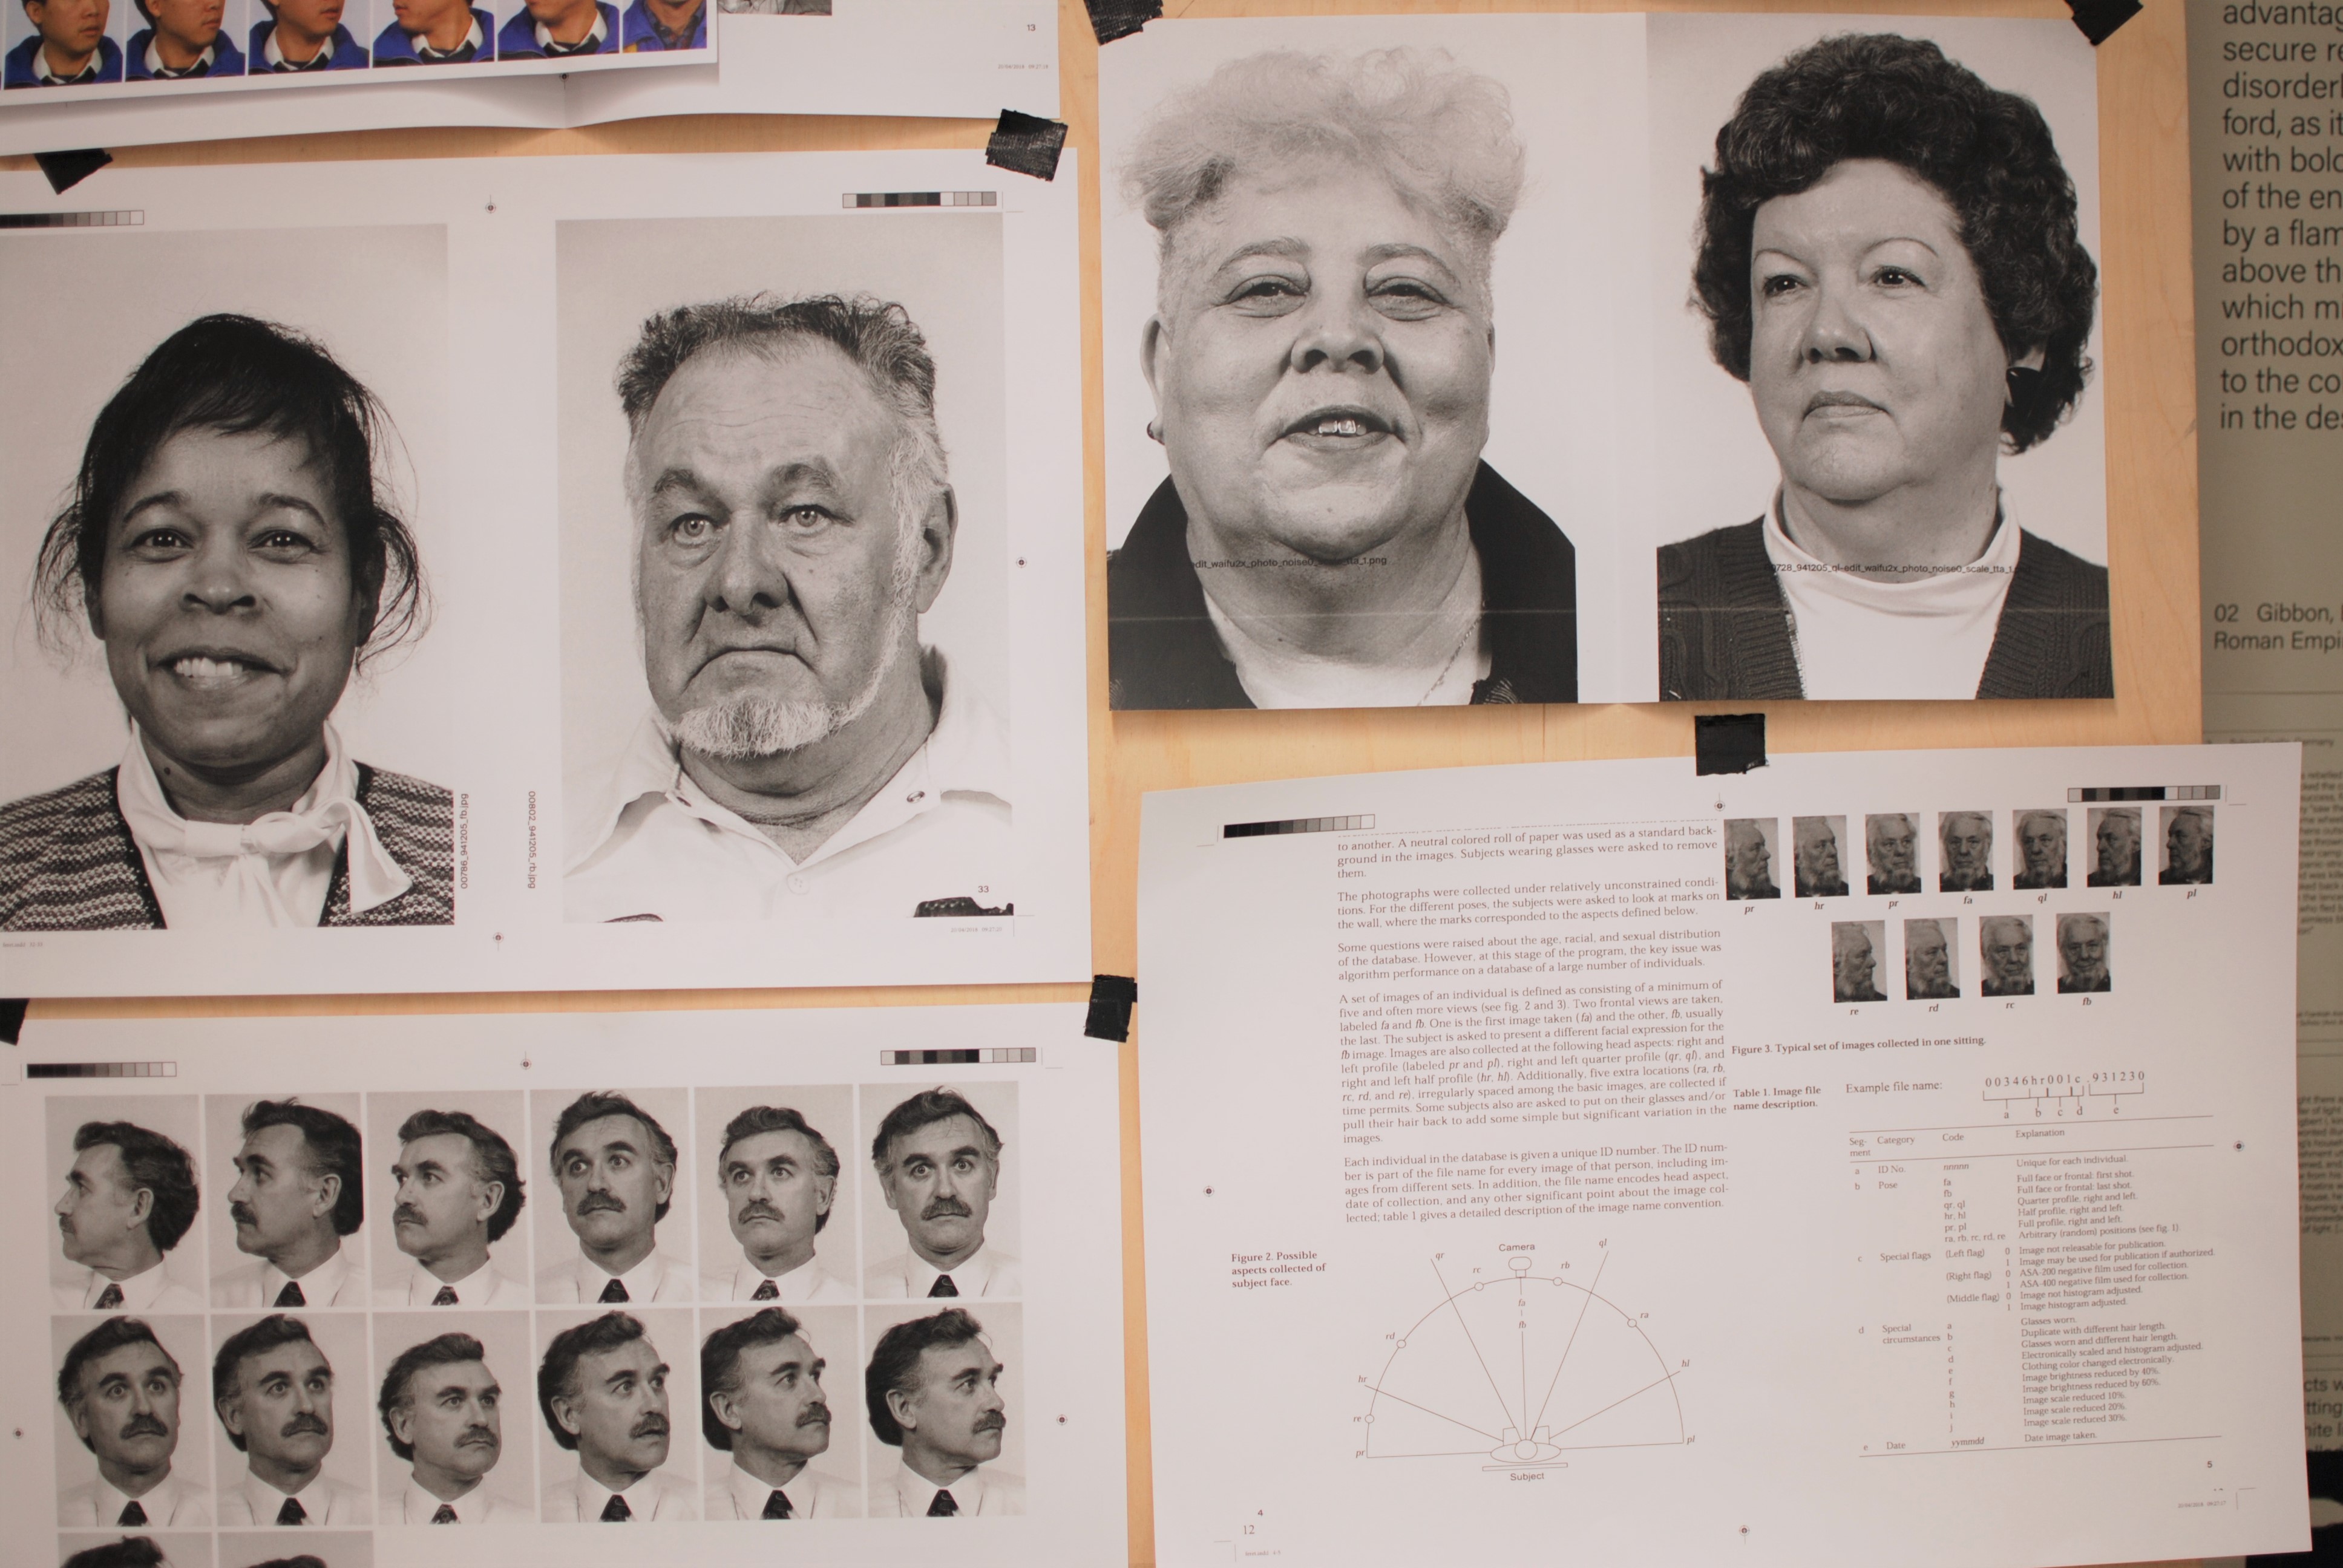 13
33
00786_941205_fb.jpg
00802_941205_rb.jpg
edit_waifu2x_photo_noise0_scale_tta_1.png
0728_941205_ql-edit_waifu2x_photo_noise0_scale_tta_1
advantag
secure re
disorderl
ford, as it
with bold
of the en
by a flam
above th
which m
orthodox
to the co
in the de
02 Gibbon,
Roman Empi
to another. A neutral colored roll of paper was used as a standard back-
ground in the images. Subjects wearing glasses were asked to remove
them.
The photographs were collected under relatively unconstrained condi-
tions. For the different poses, the subjects were asked to look at marks on
the wall, where the marks corresponded to the aspects defined below.
Some questions were raised about the age, racial, and sexual distribution
of the database. However, at this stage of the program, the key issue was
algorithm performance on a database of a large number of individuals.
A set of images of an individual is defined as consisting of a minimum of
five and often more views (see fig. 2 and 3). Two frontal views are taken,
labeled fa and fb. One is the first image taken (fa) and the other, fb, usually
the last. The subject is asked to present a different facial expression for the
fb image. Images are also collected at the following head aspects: right and
left profile (labeled pr and pl), right and left quarter profile (qr, ql), and
right and left half profile (hr, hl). Additionally, five extra locations (ra, rb,
rc, rd, and re), irregularly spaced among the basic images, are collected if
time permits. Some subjects also are asked to put on their glasses and/or
pull their hair back to add some simple but significant variation in the
images.
Each individual in the database is given a unique ID number. The ID num-
ber is part of the file name for every image of that person, including im-
ages from different sets. In addition, the file name encodes head aspect,
date of collection, and any other significant point about the image col-
lected; table 1 gives a detailed description of the image name convention.
Figure 2. Possible
aspects collected of
subject face.
Camera
qr
rc
rb
ql
fa
fb
rd
ra
hr
hl
re
pr
pl
Subject
4
12
pr hr pr fa ql hl pl
re rd rc fb
Figure 3. Typical set of images collected in one sitting.
Table 1. Image file
name description.
Example file name:
00346hr001c.931230
a b c d e
Seg-
ment Category Code Explanation
a ID No. nnnnn Unique for each individual.
b Pose fa Full face or frontal: first shot.
fb Full face or frontal: last shot.
qr, ql Quarter profile, right and left.
hr, hl Half profile, right and left.
pr, pl Full profile, right and left.
ra, rb, rc, rd, re Arbitrary (random) positions (see fig. 1).
c Special flags (Left flag) 0 Image not releasable for publication.
1 Image may be used for publication if authorized.
(Right flag) 0 ASA-200 negative film used for collection.
1 ASA-400 negative film used for collection.
(Middle flag) 0 Image not histogram adjusted.
1 Image histogram adjusted.
d Special
circumstances
a Glasses worn.
b Duplicate with different hair length.
c Glasses worn and different hair length.
d Electronically scaled and histogram adjusted.
e Clothing color changed electronically.
f Image brightness reduced by 40%.
g Image brightness reduced by 60%.
h Image scale reduced 10%.
i Image scale reduced 20%.
j Image scale reduced 30%.
e Date yymmdd Date image taken.
5